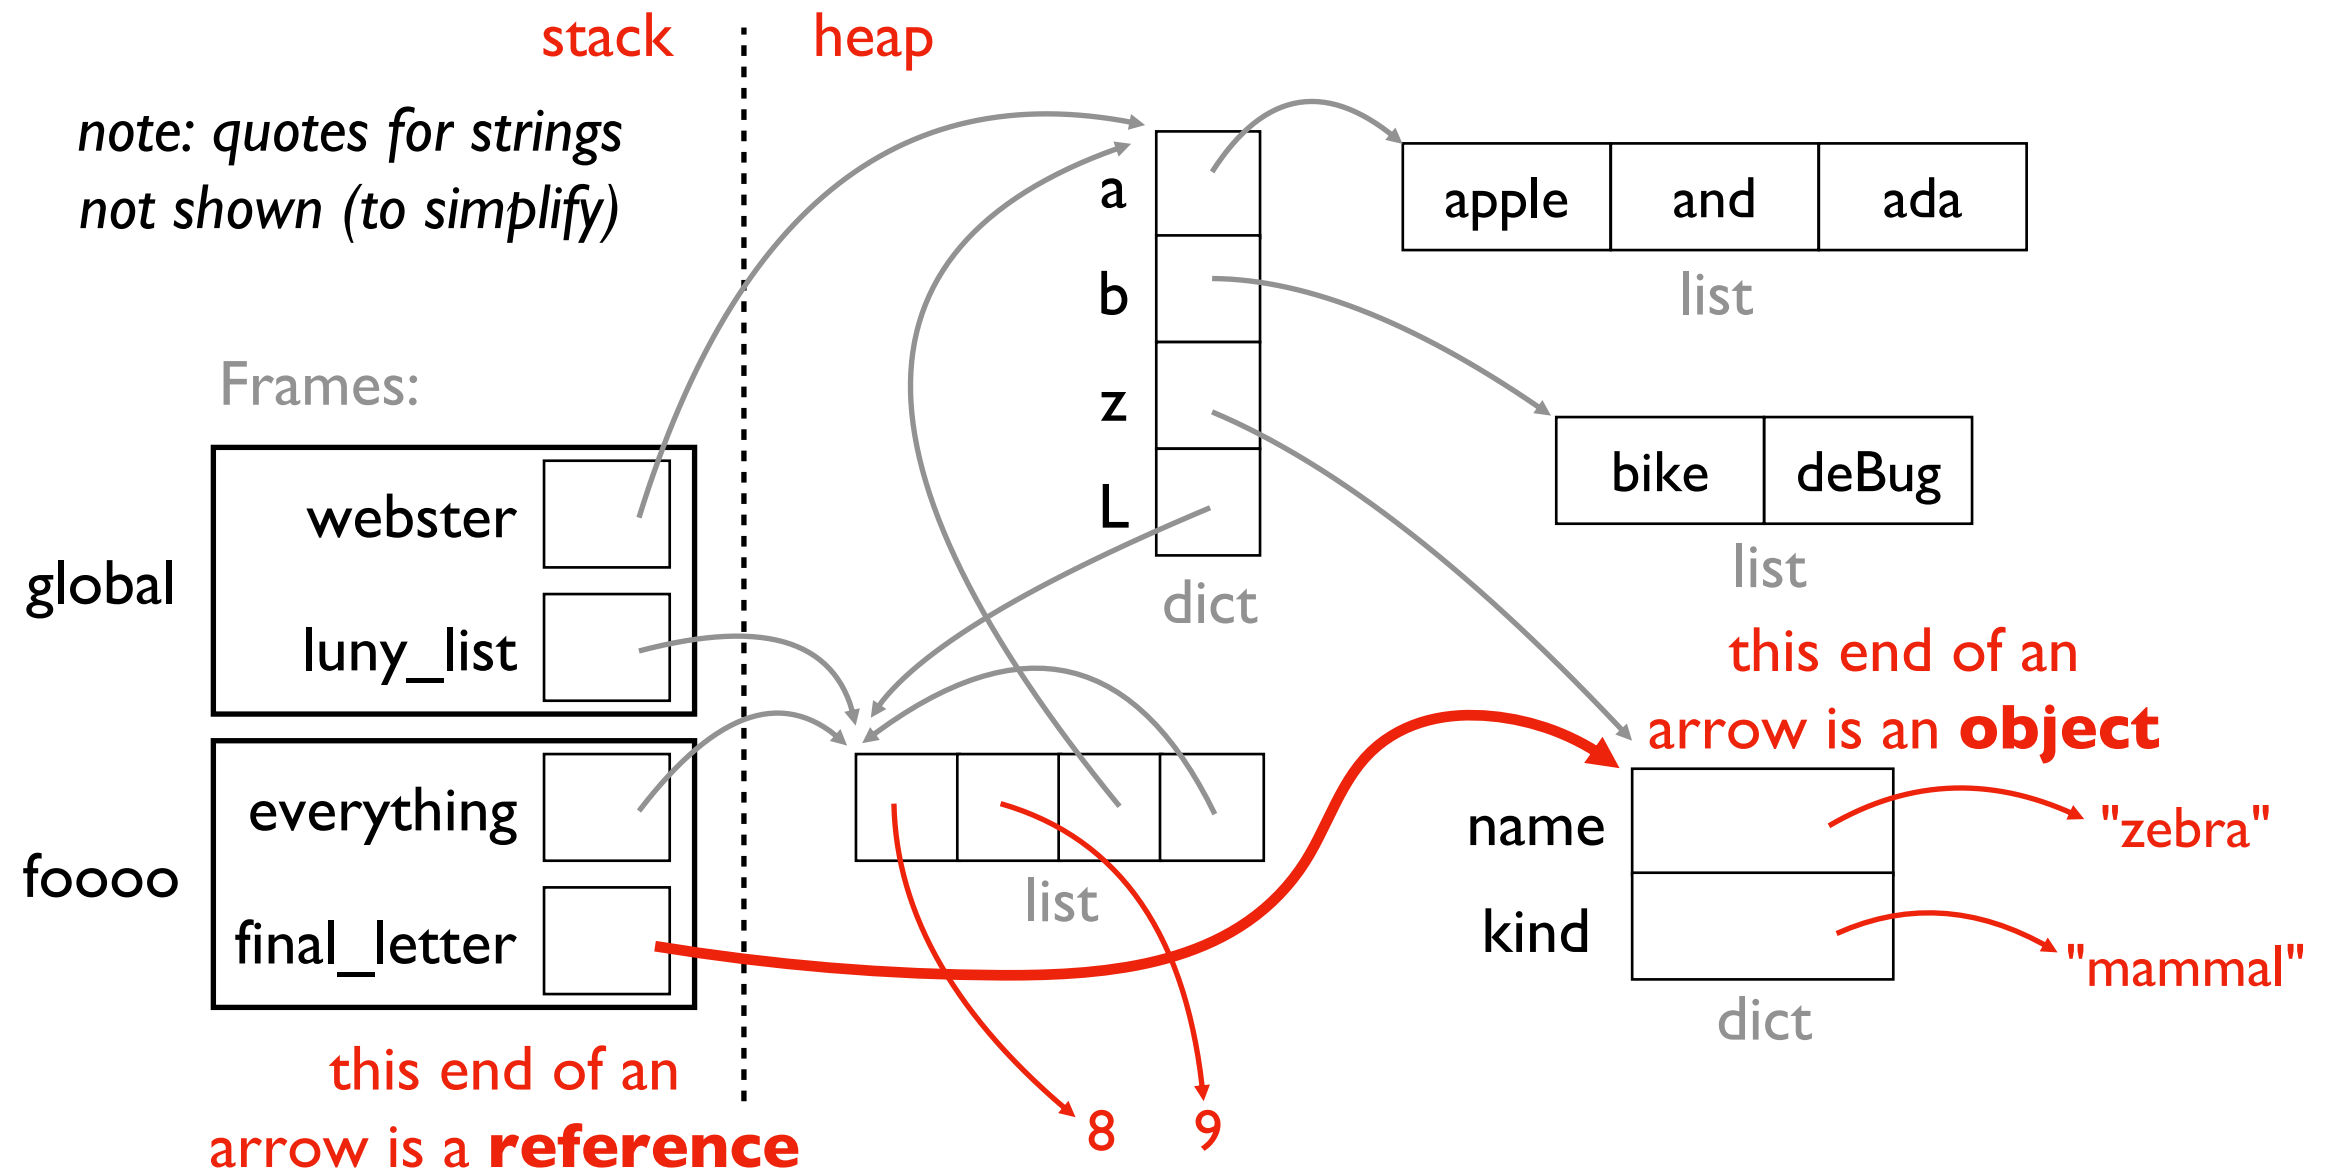 stack
heap
note: quotes for strings
not shown (to simplify)
a
apple
and
ada
b
list
Frames:
z
webster
L
bike
deBug
global
dict
list
luny_list
this end of an
arrow is an object
everything
name
"zebra"
foooo
list
final_letter
kind
"mammal"
dict
this end of an
arrow is a reference
8
9